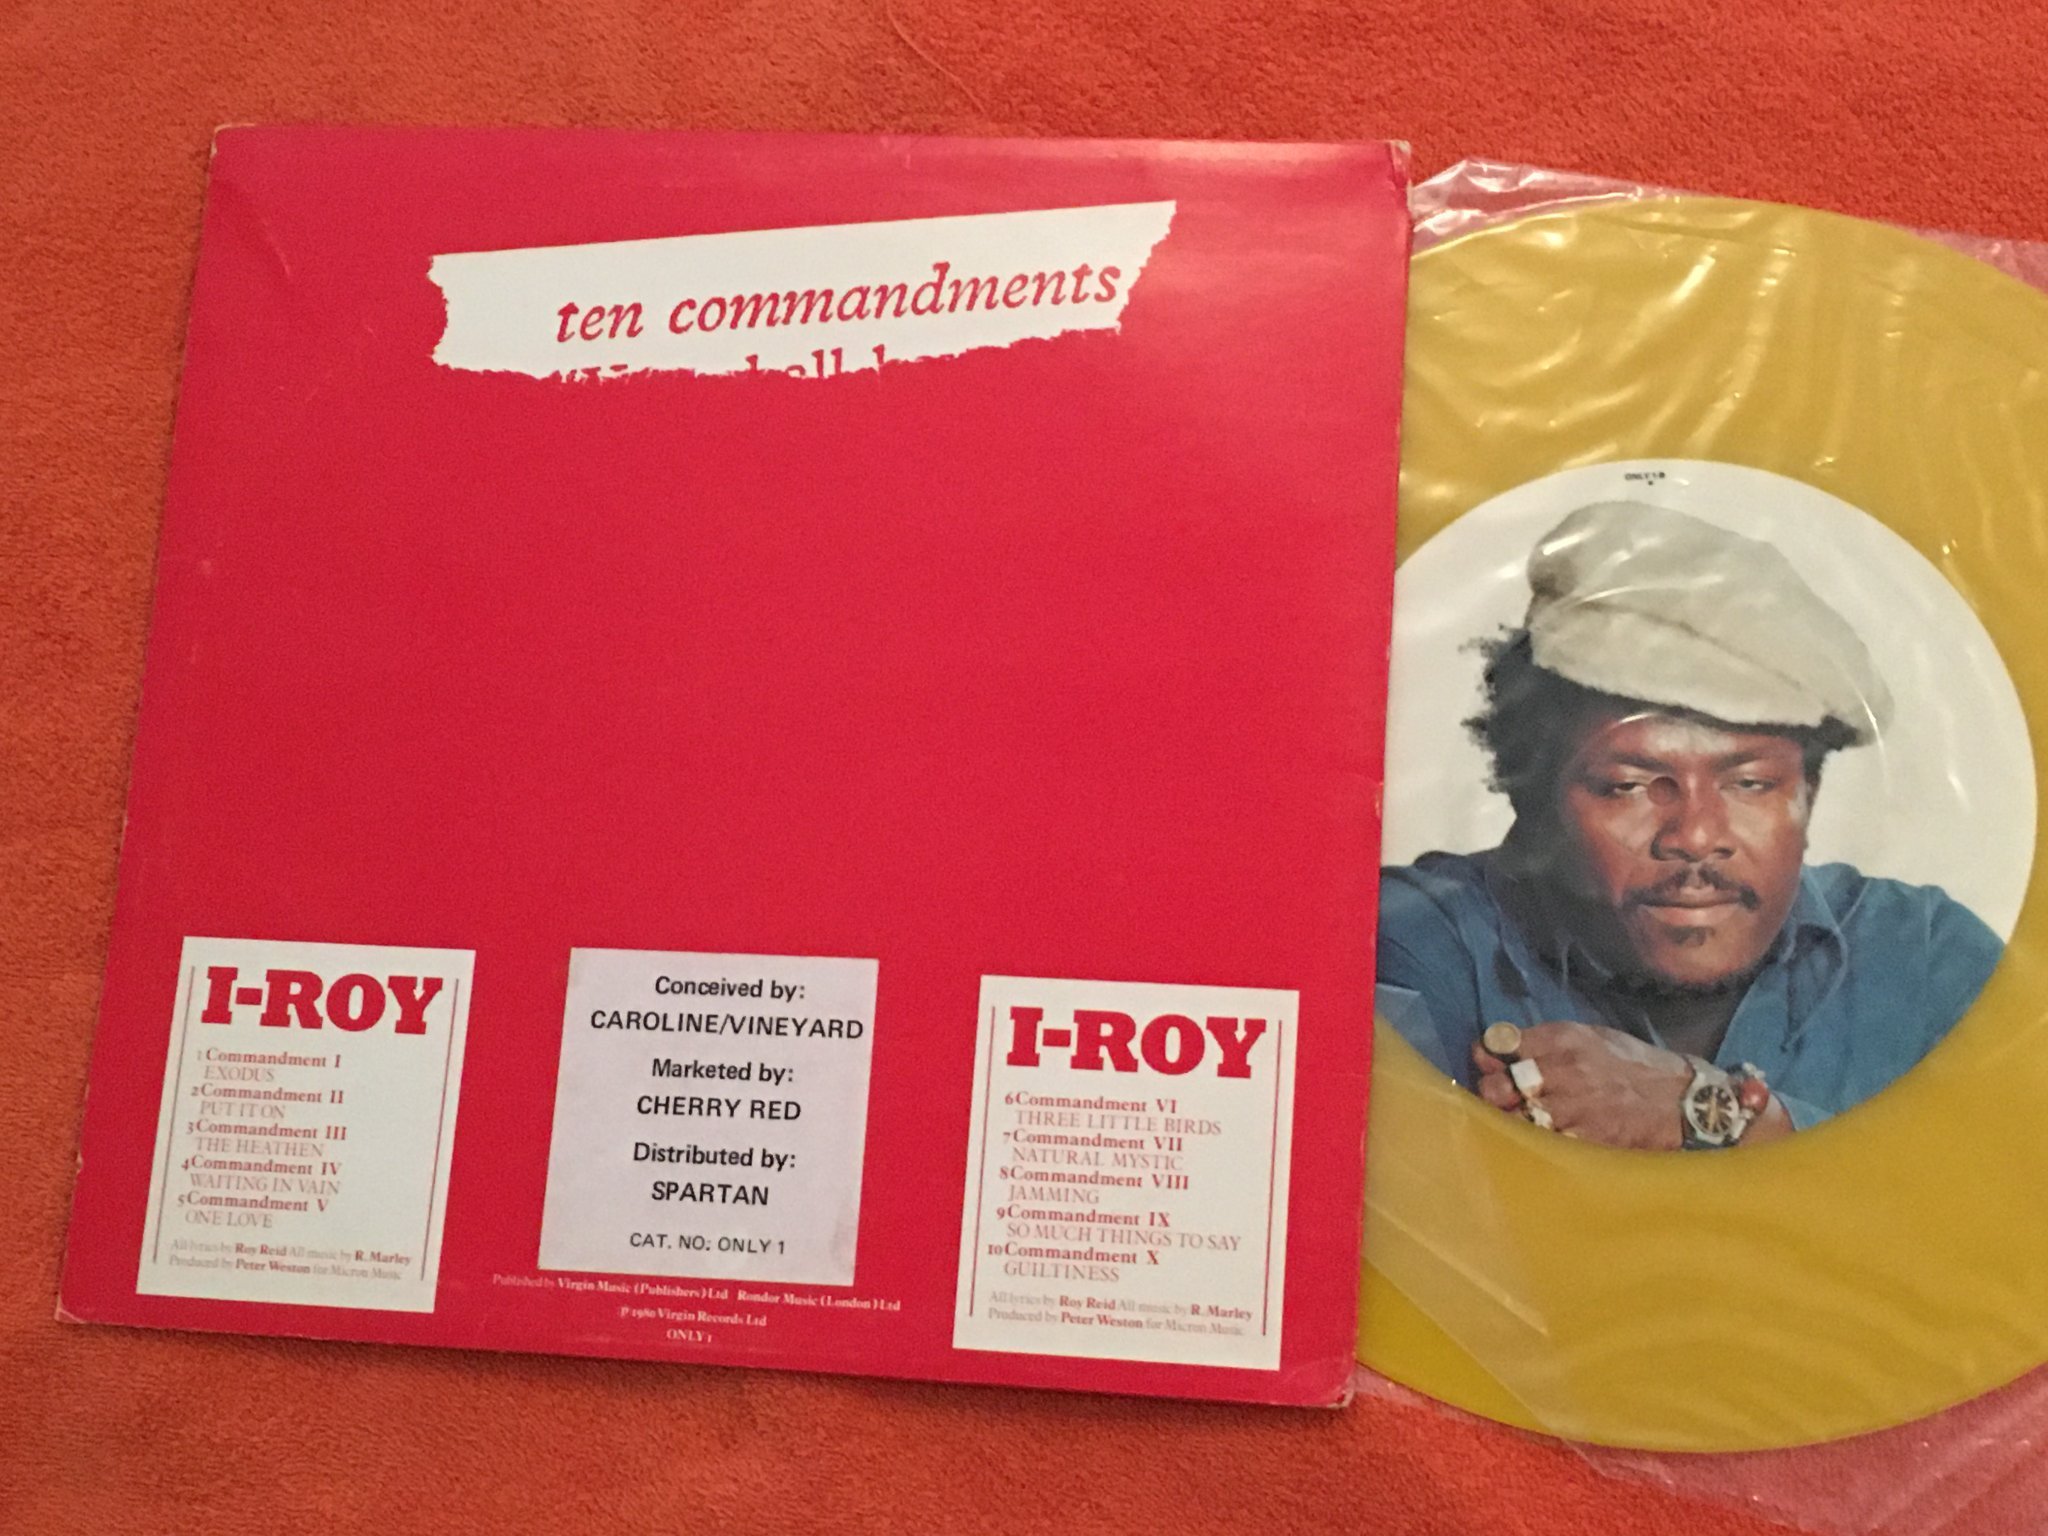 ten commandments
I-ROY
1 Commandment I
EXODUS
2 Commandment II
PUT IT ON
3 Commandment III
THE HEATHEN
4 Commandment IV
WAITING IN VAIN
5 Commandment V
ONE LOVE
All lyrics by Roy Reid All music by R. Marley
Produced by Peter Weston for Micron Music
Conceived by:
CAROLINE/VINEYARD
Marketed by:
CHERRY RED
Distributed by:
SPARTAN
CAT. NO: ONLY 1
Published by Virgin Music (Publishers) Ltd Rondor Music (London) Ltd
P 1980 Virgin Records Ltd
ONLY 1
I-ROY
6 Commandment VI
THREE LITTLE BIRDS
7 Commandment VII
NATURAL MYSTIC
8 Commandment VIII
JAMMING
9 Commandment IX
SO MUCH THINGS TO SAY
10 Commandment X
GUILTINESS
All lyrics by Roy Reid All music by R. Marley
Produced by Peter Weston for Micron Music